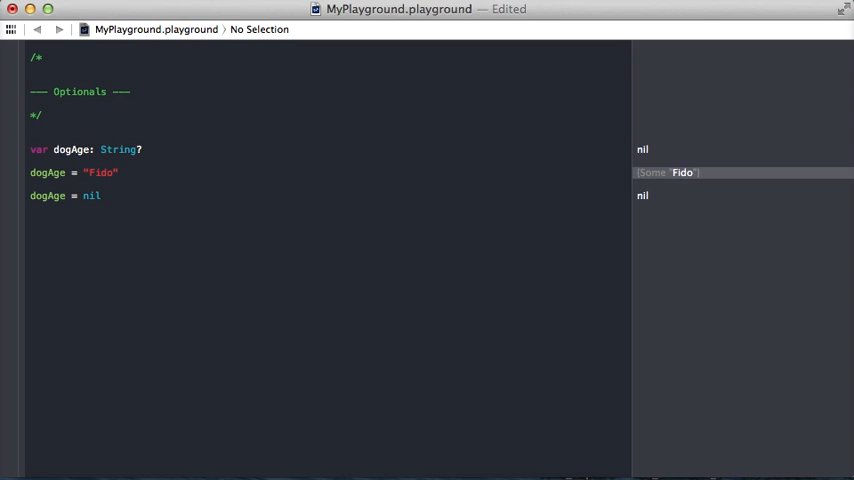 MyPlayground.playground — Edited
MyPlayground.playground 〉 No Selection
/*
--- Optionals ---
*/
var dogAge: String?
nil
dogAge = "Fido"
{Some "Fido"}
dogAge = nil
nil